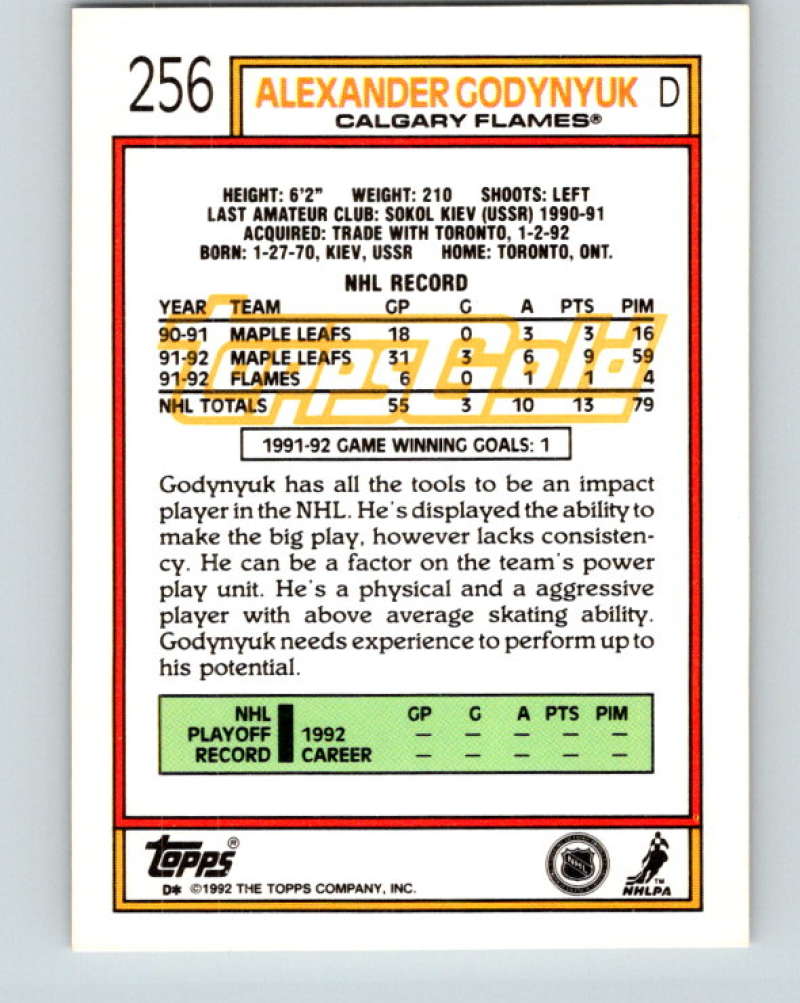 256 ALEXANDER GODYNYUK D
CALGARY FLAMES®
HEIGHT: 6'2" WEIGHT: 210 SHOOTS: LEFT
LAST AMATEUR CLUB: SOKOL KIEV (USSR) 1990-91
ACQUIRED: TRADE WITH TORONTO, 1-2-92
BORN: 1-27-70, KIEV, USSR HOME: TORONTO, ONT.
NHL RECORD
YEAR TEAM GP G A PTS PIM
90-91 MAPLE LEAFS 18 0 3 3 16
91-92 MAPLE LEAFS 31 3 6 9 59
91-92 FLAMES 6 0 1 1 4
NHL TOTALS 55 3 10 13 79
Topps Gold
1991-92 GAME WINNING GOALS: 1
Godynyuk has all the tools to be an impact
player in the NHL. He's displayed the ability to
make the big play, however lacks consisten-
cy. He can be a factor on the team's power
play unit. He's a physical and a aggressive
player with above average skating ability.
Godynyuk needs experience to perform up to
his potential.
NHL GP G A PTS PIM
PLAYOFF 1992 — — — — —
RECORD CAREER — — — — —
TOPPS®
D* ©1992 THE TOPPS COMPANY, INC.
NHL
TM
NHLPA